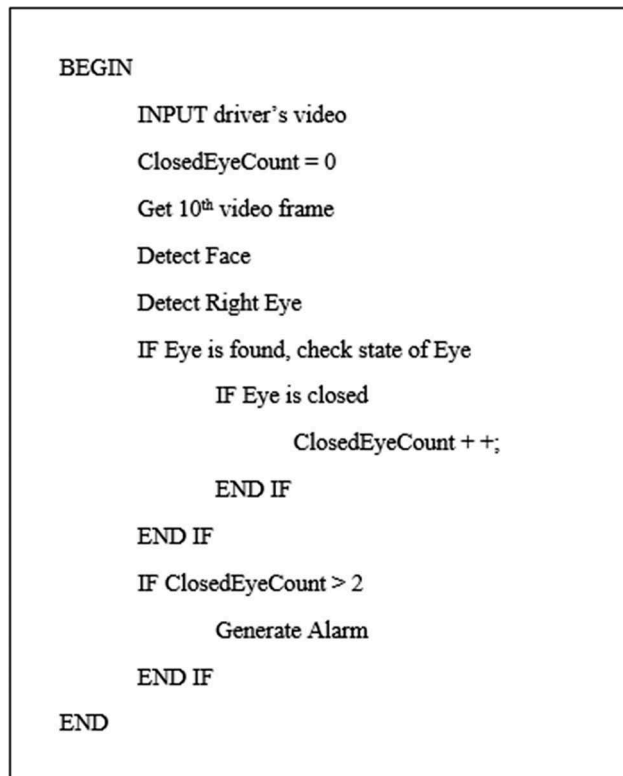 BEGIN
INPUT driver’s video
ClosedEyeCount = 0
Get 10th video frame
Detect Face
Detect Right Eye
IF Eye is found, check state of Eye
IF Eye is closed
ClosedEyeCount + +;
END IF
END IF
IF ClosedEyeCount > 2
Generate Alarm
END IF
END